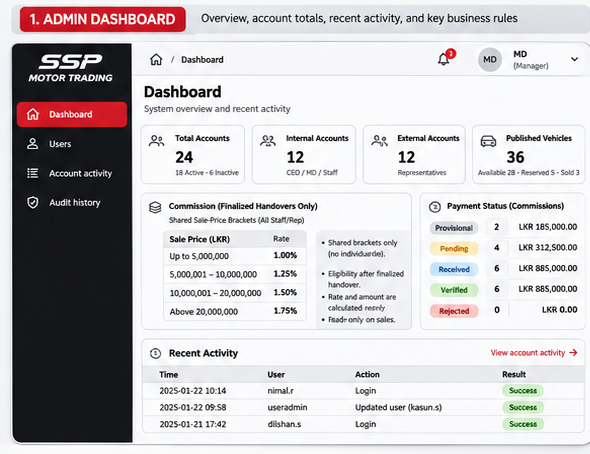 1. ADMIN DASHBOARD Overview, account totals, recent activity, and key business rules
SSP
MOTOR TRADING
Dashboard
Users
Account activity
Audit history
/ Dashboard
3
MD
MD
(Manager)
Dashboard
System overview and recent activity
Total Accounts
24
18 Active - 6 Inactive
Internal Accounts
12
CEO / MD / Staff
External Accounts
12
Representatives
Published Vehicles
36
Available 28 - Reserved 5 - Sold 3
Commission (Finalized Handovers Only)
Shared Sale-Price Brackets (All Staff/Rep)
Sale Price (LKR) Rate
Up to 5,000,000 1.00%
5,000,001 – 10,000,000 1.25%
10,000,001 – 20,000,000 1.50%
Above 20,000,000 1.75%
• Shared brackets only
(no
• Eligibility after finalized
handover.
• Rate and amount are
calculated
• only on sales.
Payment Status (Commissions)
Provisional 2 LKR 185,000.00
Pending 4 LKR 312,500.00
Received 6 LKR 885,000.00
Verified 6 LKR 885,000.00
Rejected 0 LKR 0.00
Recent Activity View account activity →
Time User Action Result
2025-01-22 10:14 nimal.r Login Success
2025-01-22 09:58 useradmin Updated user (kasun.s) Success
2025-01-21 17:42 dilshan.s Login Success